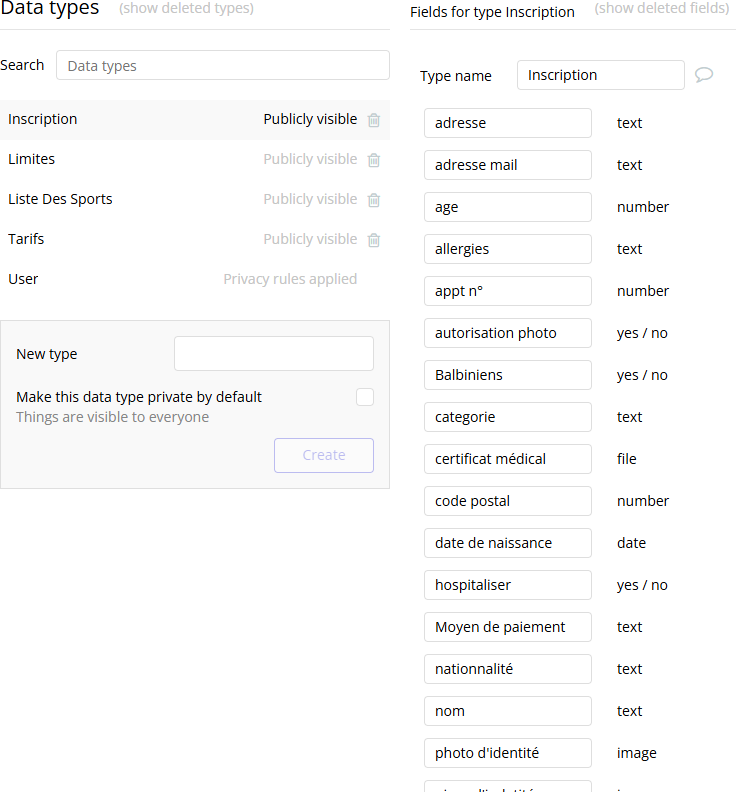 Data types (show deleted types)
Search Data types
Inscription Publicly visible
Limites Publicly visible
Liste Des Sports Publicly visible
Tarifs Publicly visible
User Privacy rules applied
New type
Make this data type private by default
Things are visible to everyone
Create
Fields for type Inscription (show deleted fields)
Type name Inscription
adresse text
adresse mail text
age number
allergies text
appt n° number
autorisation photo yes / no
Balbiniens yes / no
categorie text
certificat médical file
code postal number
date de naissance date
hospitaliser yes / no
Moyen de paiement text
nationnalité text
nom text
photo d'identité image